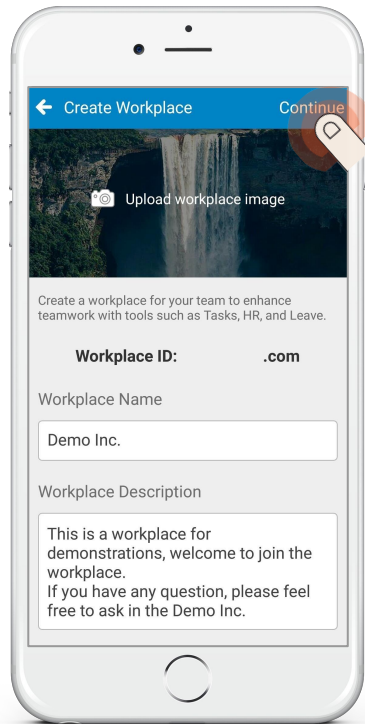 Create Workplace Continue
Upload workplace image
Create a workplace for your team to enhance
teamwork with tools such as Tasks, HR, and Leave.
Workplace ID: .com
Workplace Name
Demo Inc.
Workplace Description
This is a workplace for
demonstrations, welcome to join the
workplace.
If you have any question, please feel
free to ask in the Demo Inc.